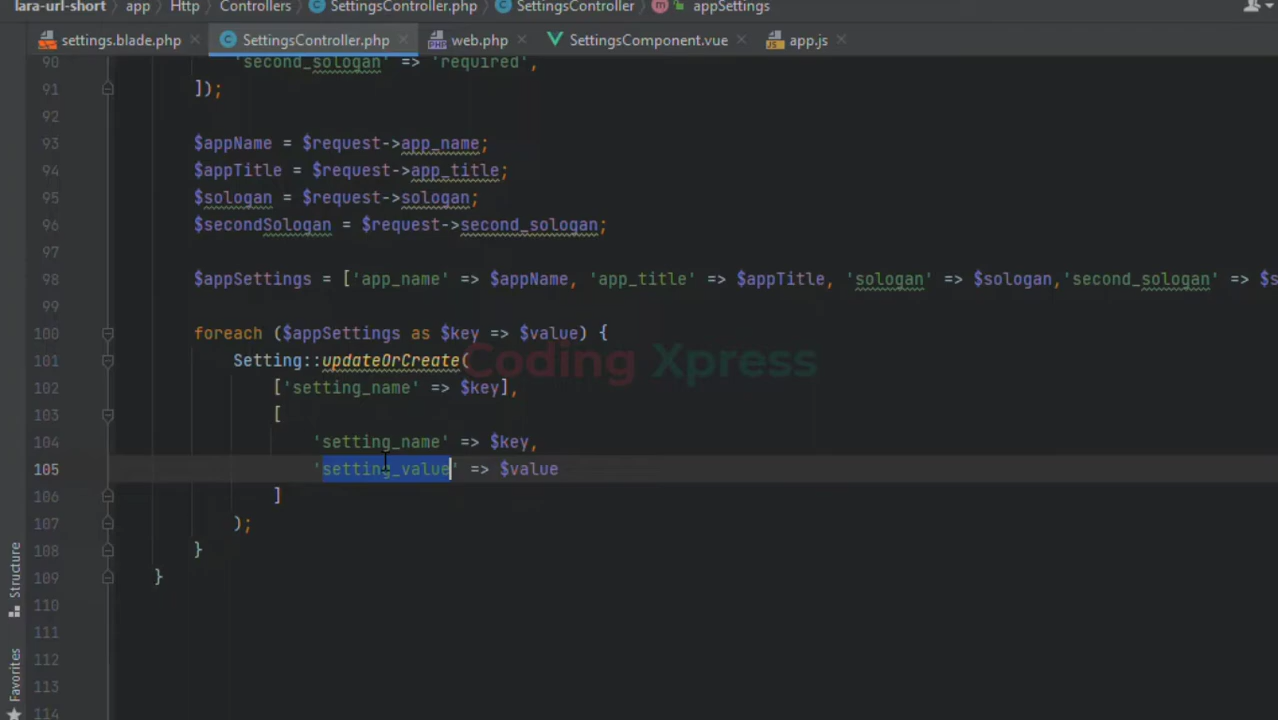 lara-url-short app Http Controllers SettingsController.php SettingsController m appSettings
settings.blade.php SettingsController.php web.php SettingsComponent.vue app.js
90 'second_sologan' => 'required',
91 ]);
92
93 $appName = $request->app_name;
94 $appTitle = $request->app_title;
95 $sologan = $request->sologan;
96 $secondSologan = $request->second_sologan;
97
98 $appSettings = ['app_name' => $appName, 'app_title' => $appTitle, 'sologan' => $sologan,'second_sologan' => $s
99
100 foreach ($appSettings as $key => $value) {
101 Setting::updateOrCreate(
Coding Xpress
102 ['setting_name' => $key],
103 [
104 'setting_name' => $key,
105 'setting_value' => $value
106 ]
107 );
108 }
109 }
110
111
112
113
114
Structure
Favorites